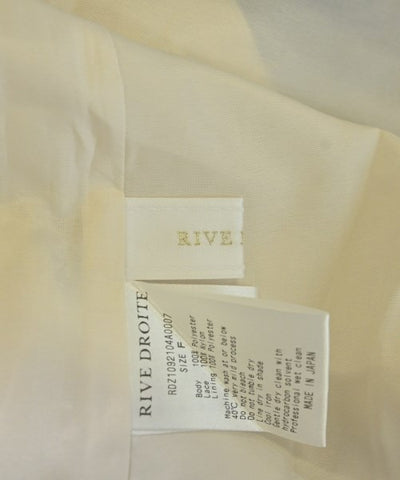 RIVE
RIVE DROITE
RDZ1092104A0007
SIZE F
Body 100% Polyester
Lace 100% Nylon
Lining 100% Polyester
Machine wash at or below
40℃ very mild process
Do not bleach
Do not tumble dry
Line dry in shade
Cool iron
Gentle dry clean with
hydrocarbon solvent
Professional wet clean
MADE IN JAPAN